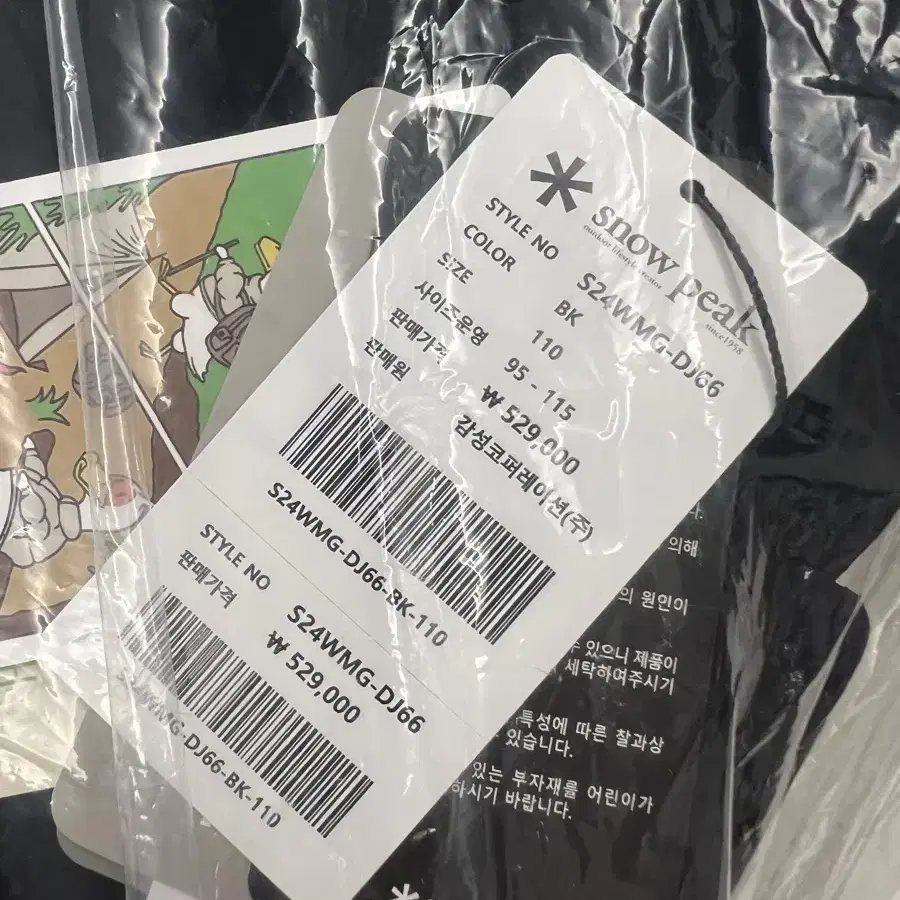 snow peak
outdoor lifestyle creator
since1958
STYLE NO S24WMG-DJ66
COLOR BK
SIZE 110
사이즈운영 95 - 115
판매가격 ₩ 529,000
판매원 감성코퍼레이션(주)
S24WMG-DJ66-BK-110
STYLE NO S24WMG-DJ66
판매가격 ₩ 529,000
WMG-DJ66-BK-110
의해
의 원인이
수 있으니 제품이
세탁하여주시기
특성에 따른 찰과상
있습니다.
있는 부자재를 어린이가
하시기 바랍니다.